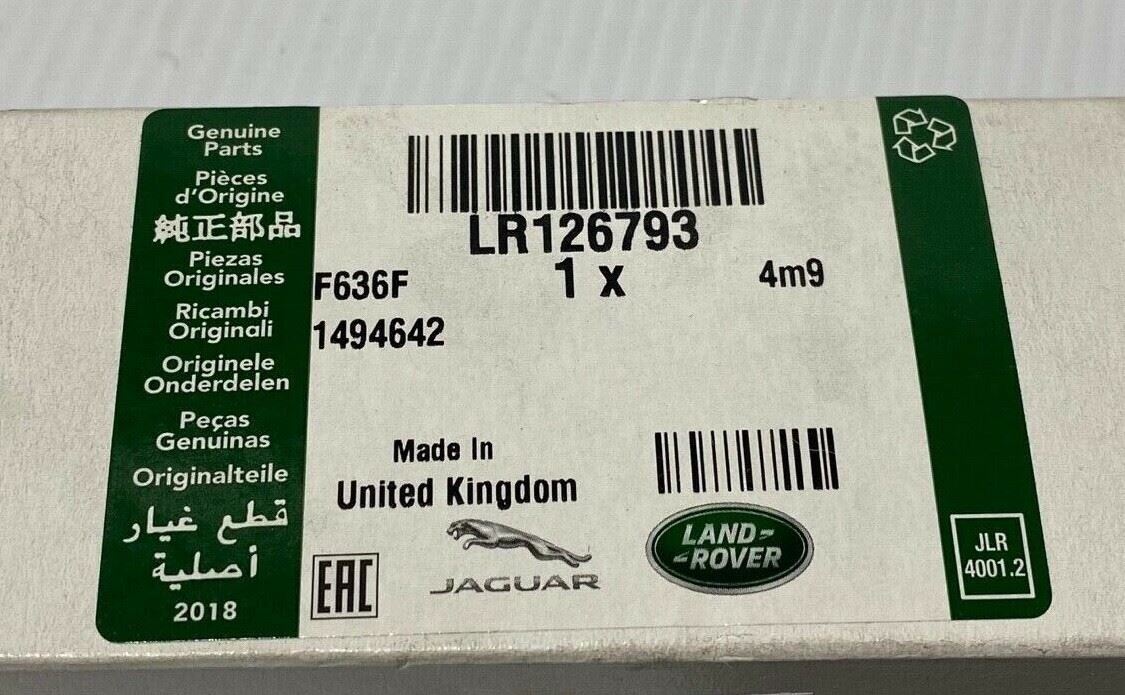 Genuine
Parts
Pièces
d'Origine
純正部品
Piezas
Originales
Ricambi
Originali
Originele
Onderdelen
Peças
Genuinas
Originalteile
قطع غيار
أصلية
2018
LR126793
F636F
1 x
4m9
1494642
Made In
United Kingdom
EAC
JAGUAR
LAND-
-ROVER
JLR
4001.2